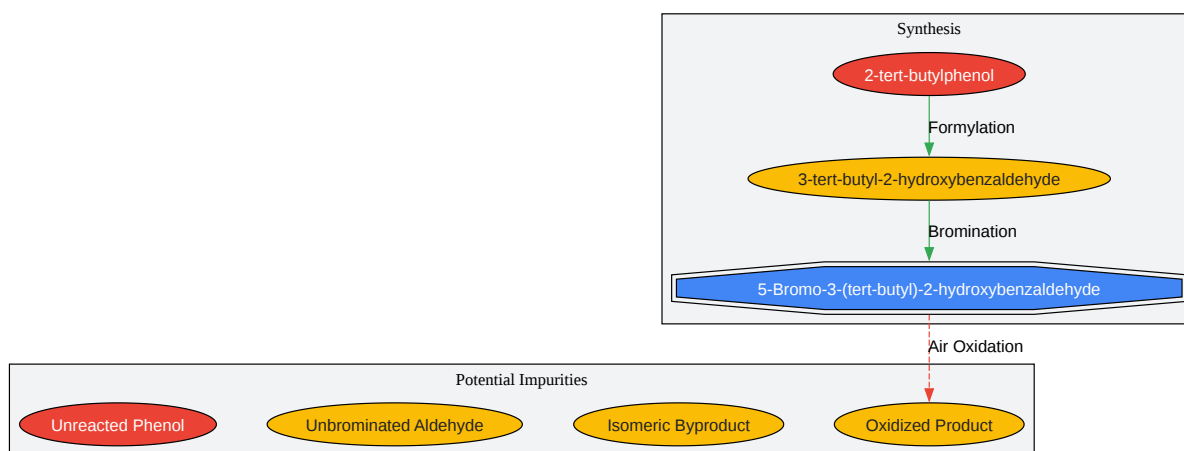 Synthesis
2-tert-butylphenol
Formylation
3-tert-butyl-2-hydroxybenzaldehyde
Bromination
5-Bromo-3-(tert-butyl)-2-hydroxybenzaldehyde
Air Oxidation
Potential Impurities
Unreacted Phenol
Unbrominated Aldehyde
Isomeric Byproduct
Oxidized Product